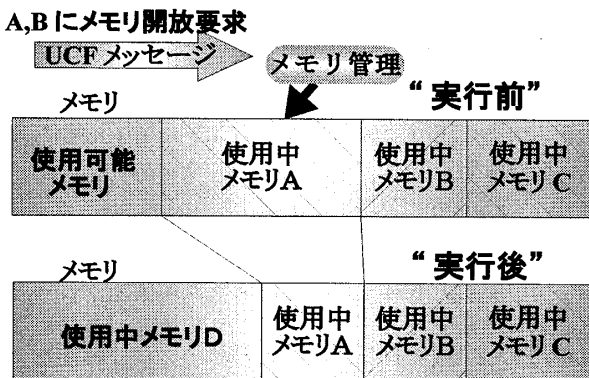 A,Bにメモリ開放要求
UCFメッセージ
メモリ管理
メモリ
“実行前”
使用可能
メモリ
使用中
メモリA
使用中
メモリB
使用中
メモリC
メモリ
“実行後”
使用中メモリD
使用中
メモリA
使用中
メモリB
使用中
メモリC